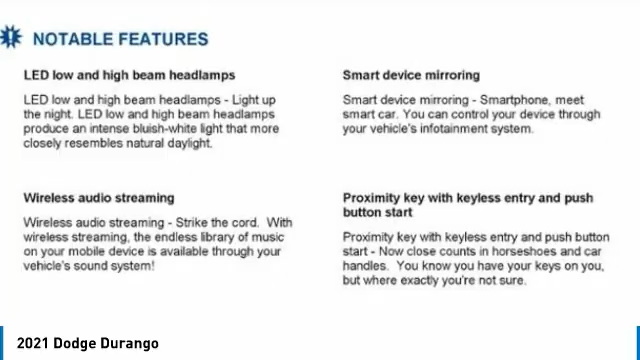 NOTABLE FEATURES
LED low and high beam headlamps
LED low and high beam headlamps - Light up
the night. LED low and high beam headlamps
produce an intense bluish-white light that more
closely resembles natural daylight.
Smart device mirroring
Smart device mirroring - Smartphone, meet
smart car. You can control your device through
your vehicle's infotainment system.
Wireless audio streaming
Wireless audio streaming - Strike the cord. With
wireless streaming, the endless library of music
on your mobile device is available through your
vehicle's sound system!
Proximity key with keyless entry and push
button start
Proximity key with keyless entry and push button
start - Now close counts in horseshoes and car
handles. You know you have your keys on you,
but where exactly you're not sure.
2021 Dodge Durango